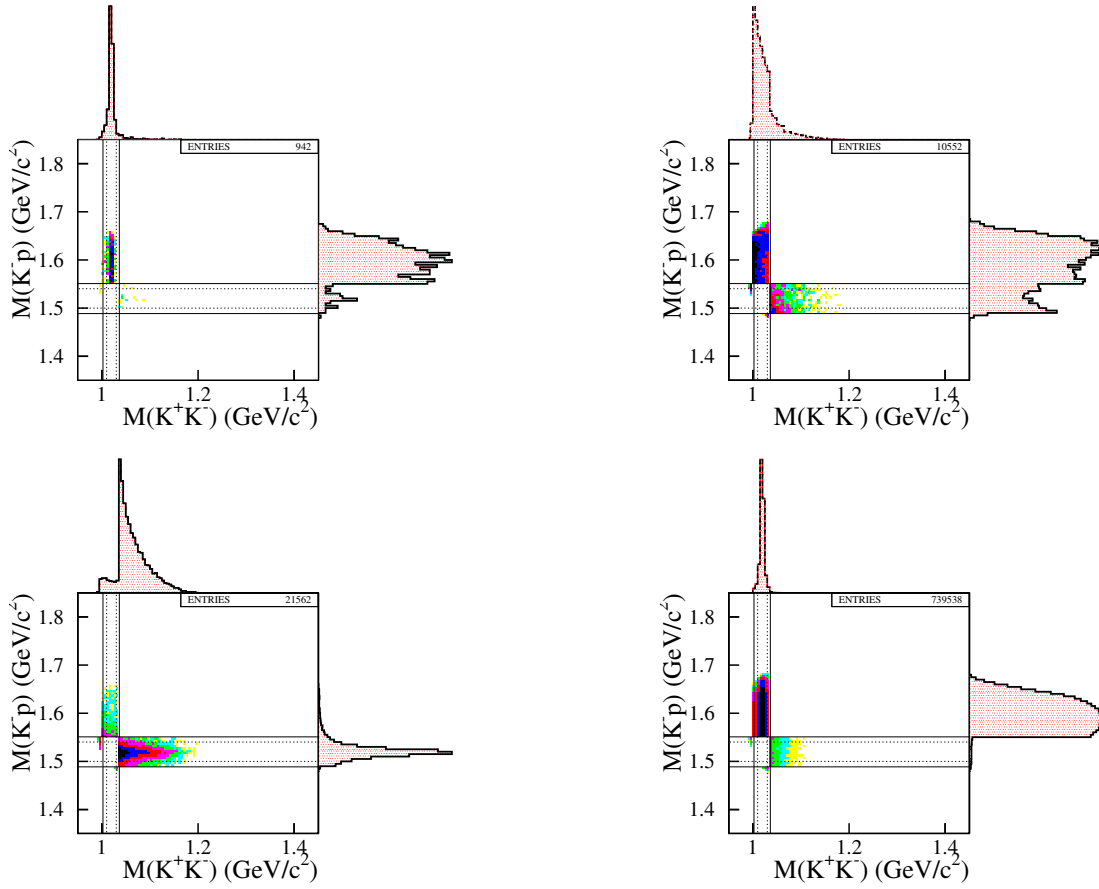 ENTRIES 942
1.8
1.7
1.6
1.5
1.4
M(K⁻p) (GeV/c²)
1 1.2 1.4
M(K⁺K⁻) (GeV/c²)
ENTRIES 10552
1.8
1.7
1.6
1.5
1.4
M(K⁻p) (GeV/c²)
1 1.2 1.4
M(K⁺K⁻) (GeV/c²)
ENTRIES 21562
1.8
1.7
1.6
1.5
1.4
M(K⁻p) (GeV/c²)
1 1.2 1.4
M(K⁺K⁻) (GeV/c²)
ENTRIES 739538
1.8
1.7
1.6
1.5
1.4
M(K⁻p) (GeV/c²)
1 1.2 1.4
M(K⁺K⁻) (GeV/c²)